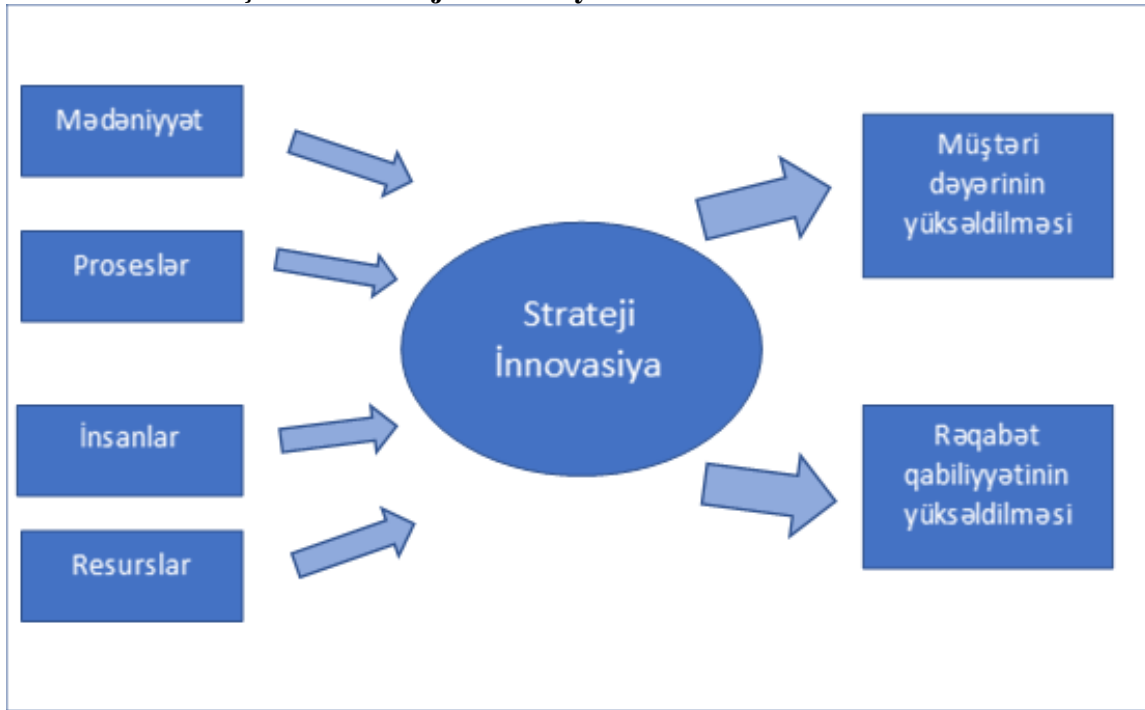 Mədəniyyət
Proseslər
İnsanlar
Resurslar
Strateji
İnnovasiya
Müştəri
dəyərinin
yüksəldilməsi
Rəqabət
qabiliyyətinin
yüksəldilməsi